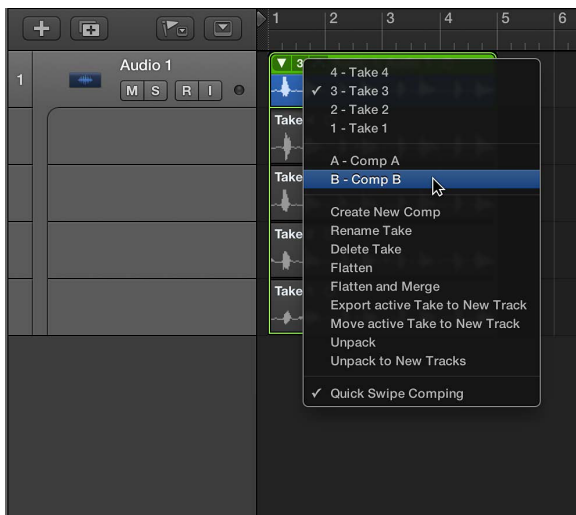 1 2 3 4 5 6
1
Audio 1
M S R I
3
Take
Take
Take
Take
4 - Take 4
✓ 3 - Take 3
2 - Take 2
1 - Take 1
A - Comp A
B - Comp B
Create New Comp
Rename Take
Delete Take
Flatten
Flatten and Merge
Export active Take to New Track
Move active Take to New Track
Unpack
Unpack to New Tracks
✓ Quick Swipe Comping